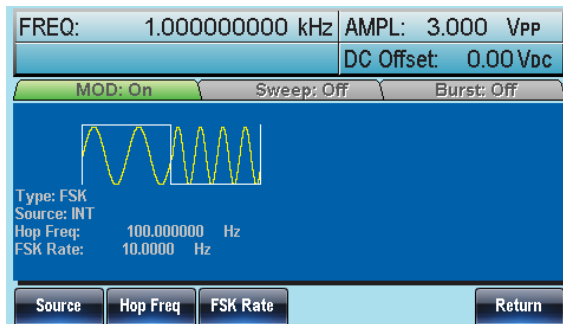 FREQ: 1.000000000 kHz AMPL: 3.000 VPP
DC Offset: 0.00 VDC
MOD: On Sweep: Off Burst: Off
Type: FSK
Source: INT
Hop Freq: 100.000000 Hz
FSK Rate: 10.0000 Hz
Source Hop Freq FSK Rate Return